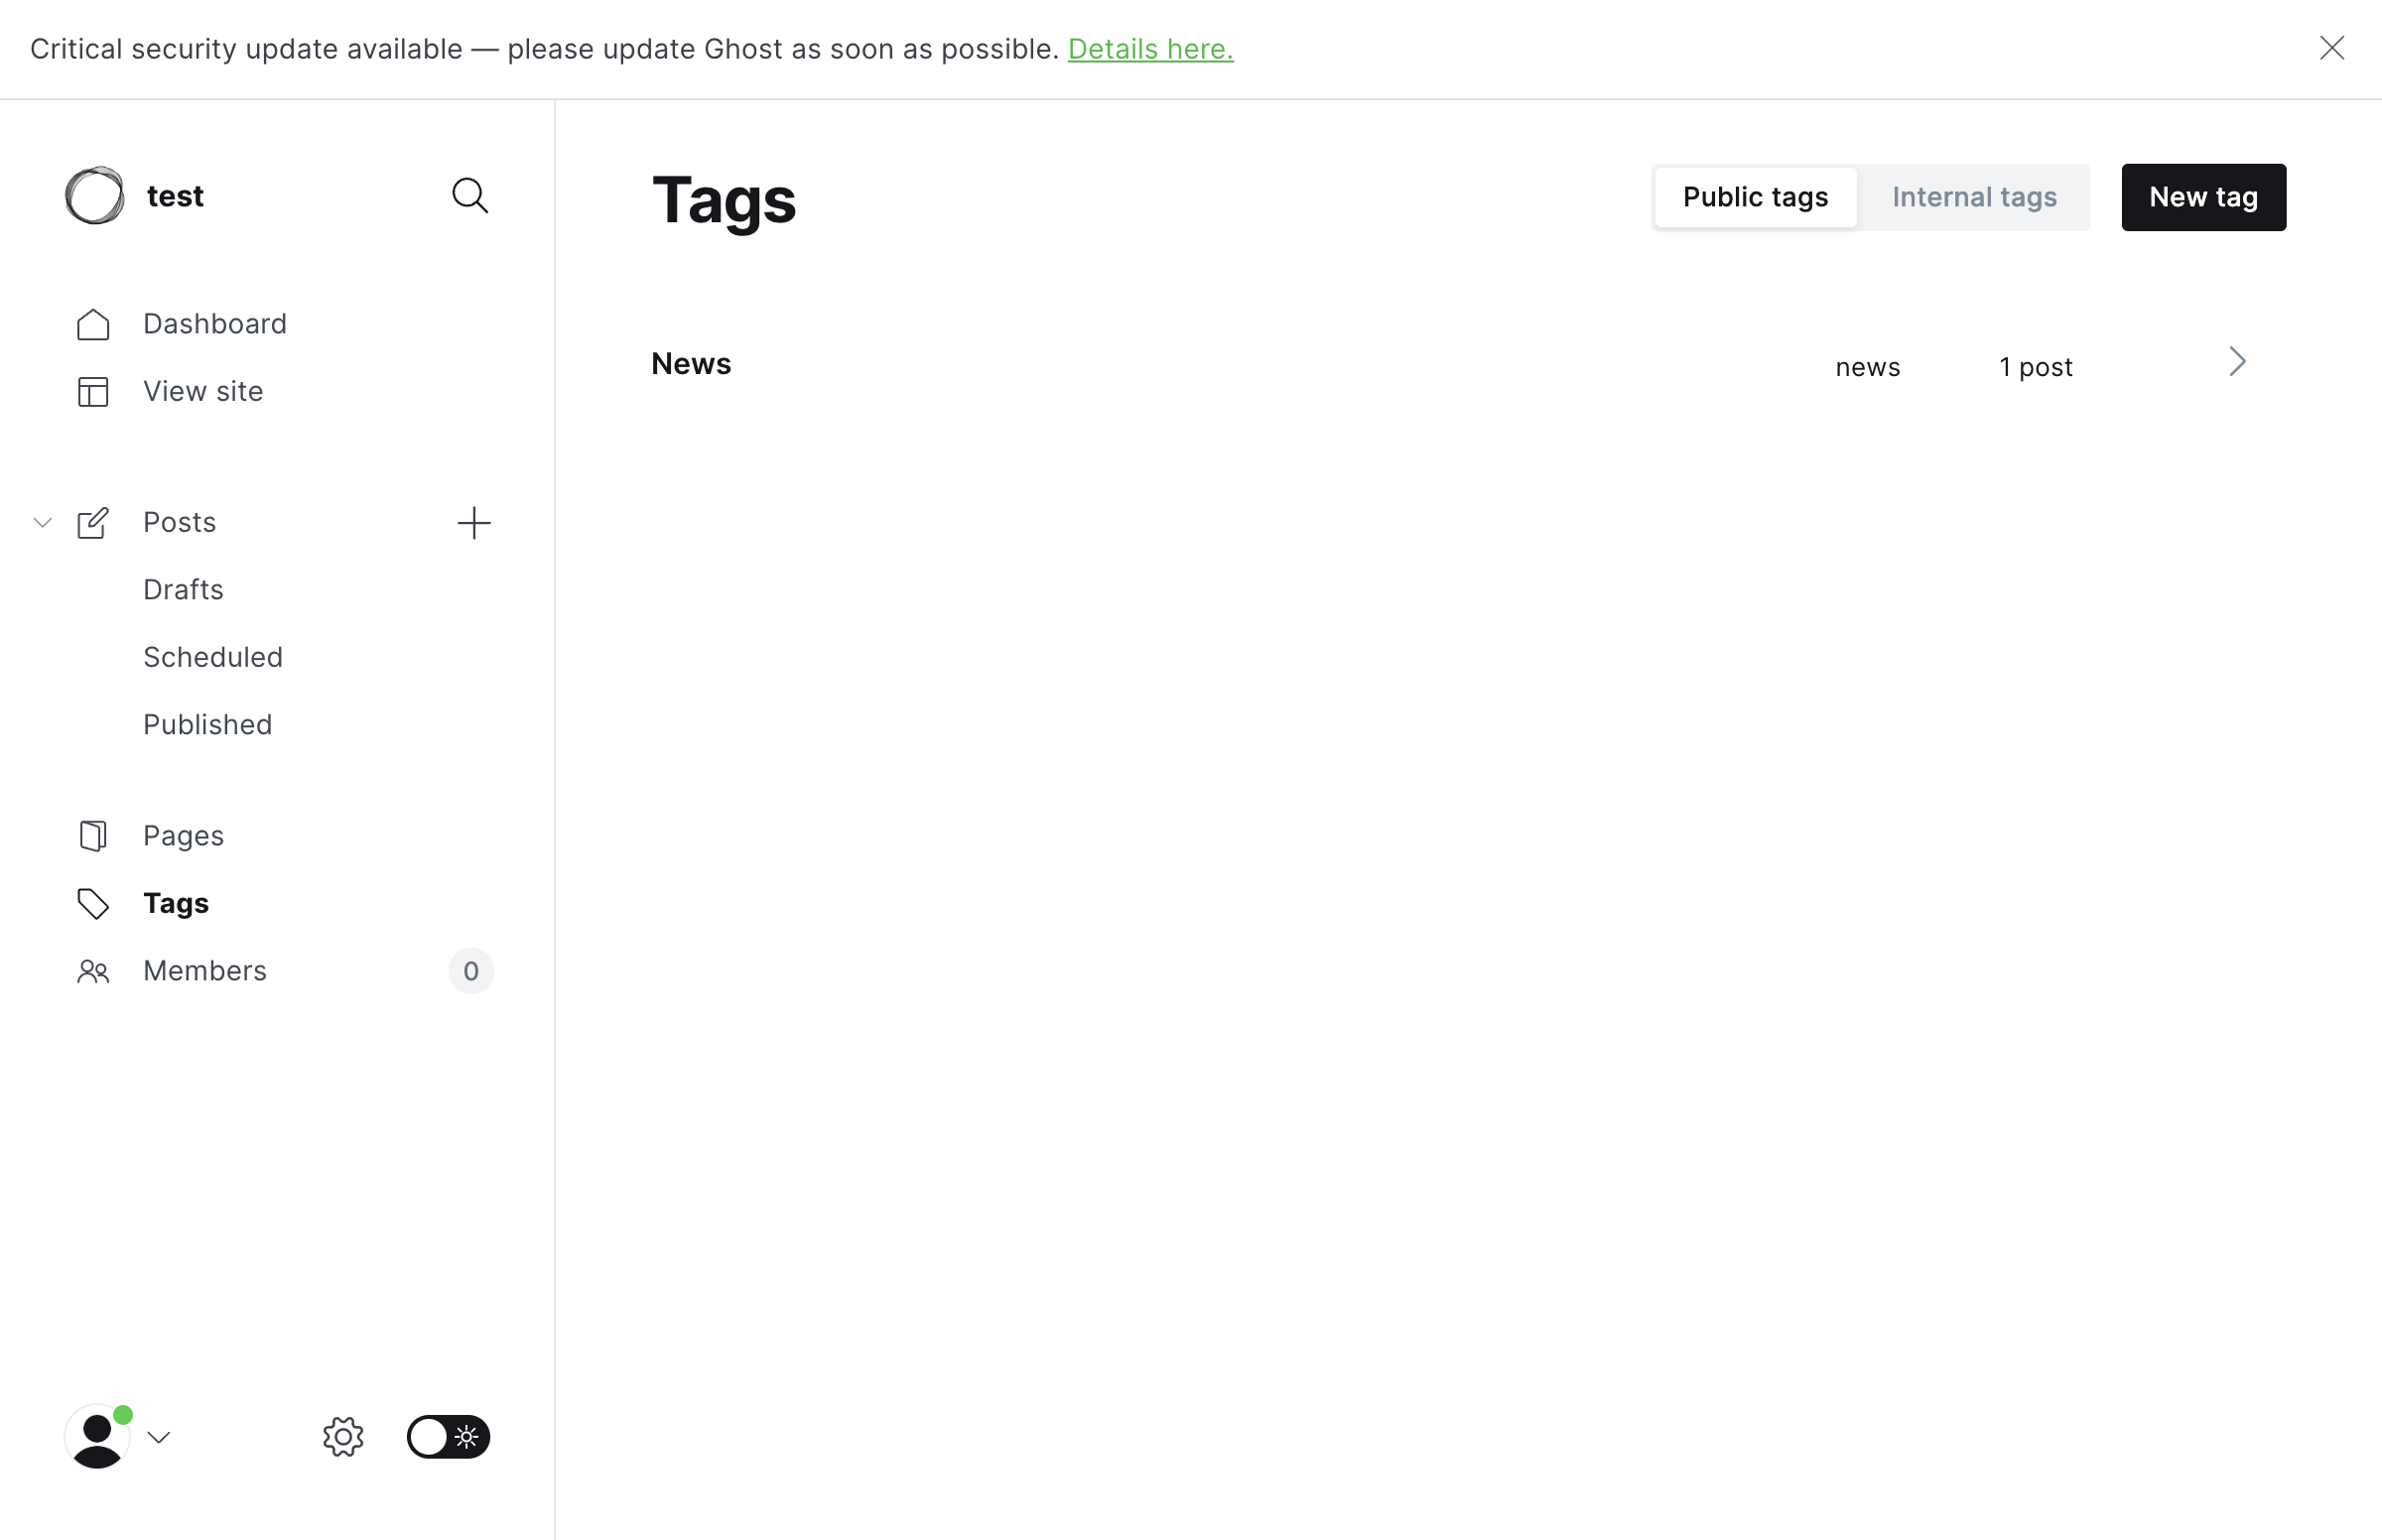 Critical security update available — please update Ghost as soon as possible. Details here.
test
Dashboard
View site
Posts
Drafts
Scheduled
Published
Pages
Tags
Members 0
Tags
Public tags Internal tags New tag
News news 1 post